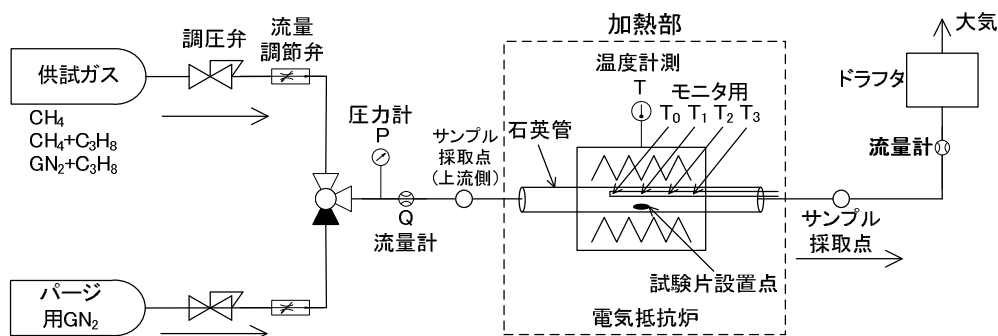 供試ガス
CH4
CH4+C3H8
GN2+C3H8
調圧弁
流量
調節弁
圧力計
P
サンプル
採取点
（上流側）
Q
流量計
パージ
用GN2
加熱部
温度計測
T
モニタ用
T0 T1 T2 T3
石英管
試験片設置点
電気抵抗炉
大気
ドラフタ
流量計
サンプル
採取点